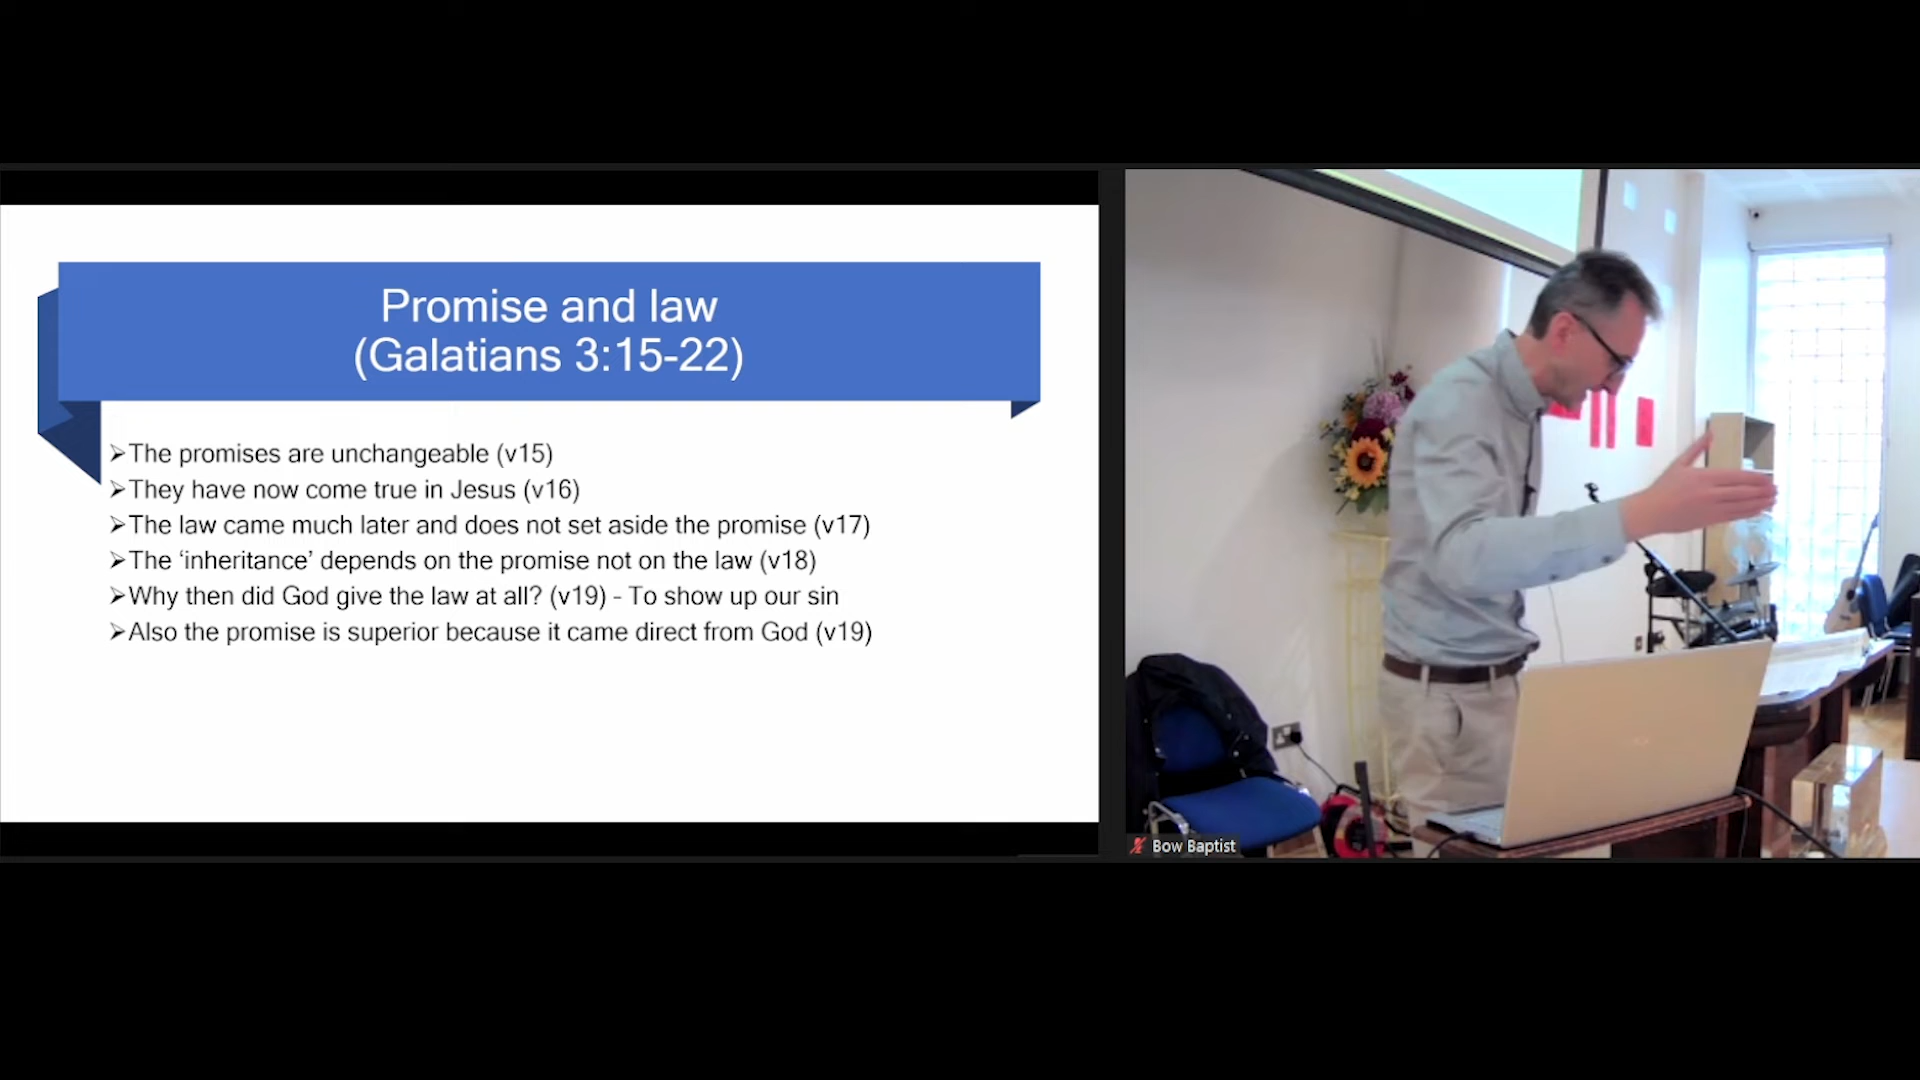 Promise and law
(Galatians 3:15-22)
➢The promises are unchangeable (v15)
➢They have now come true in Jesus (v16)
➢The law came much later and does not set aside the promise (v17)
➢The ‘inheritance’ depends on the promise not on the law (v18)
➢Why then did God give the law at all? (v19) - To show up our sin
➢Also the promise is superior because it came direct from God (v19)
Bow Baptist